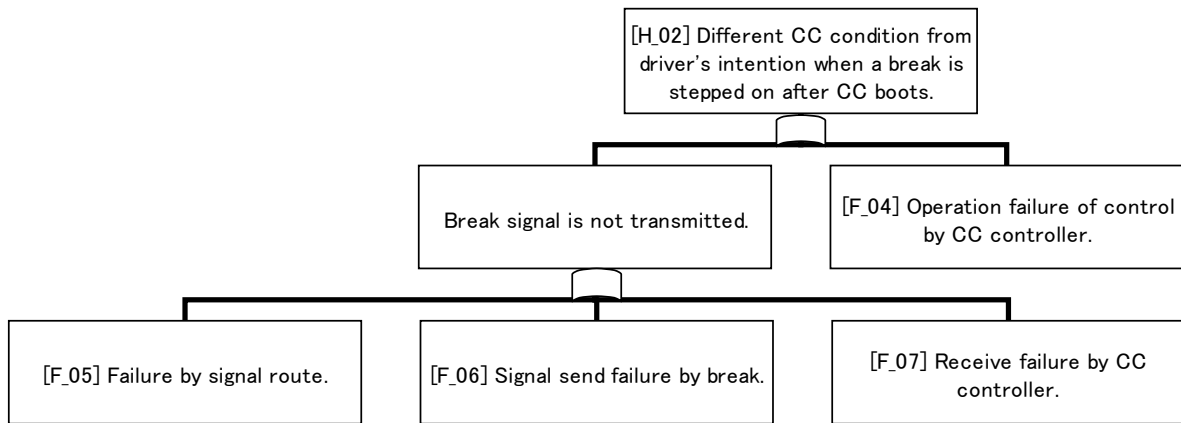 [H_02] Different CC condition from
driver's intention when a break is
stepped on after CC boots.
Break signal is not transmitted.
[F_04] Operation failure of control
by CC controller.
[F_05] Failure by signal route.
[F_06] Signal send failure by break.
[F_07] Receive failure by CC
controller.